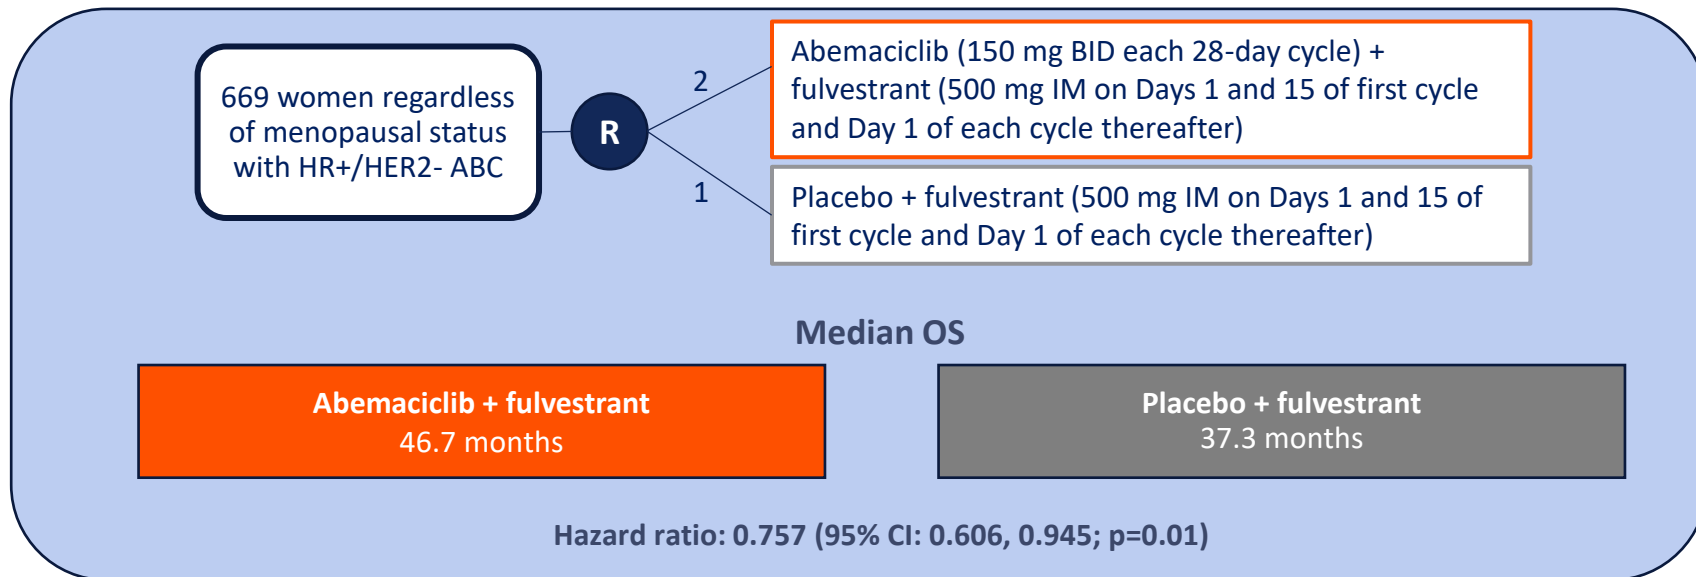 669 women regardless
of menopausal status
with HR+/HER2- ABC
R
2
1
Abemaciclib (150 mg BID each 28-day cycle) +
fulvestrant (500 mg IM on Days 1 and 15 of first cycle
and Day 1 of each cycle thereafter)
Placebo + fulvestrant (500 mg IM on Days 1 and 15 of
first cycle and Day 1 of each cycle thereafter)
Median OS
Abemaciclib + fulvestrant
46.7 months
Placebo + fulvestrant
37.3 months
Hazard ratio: 0.757 (95% CI: 0.606, 0.945; p=0.01)